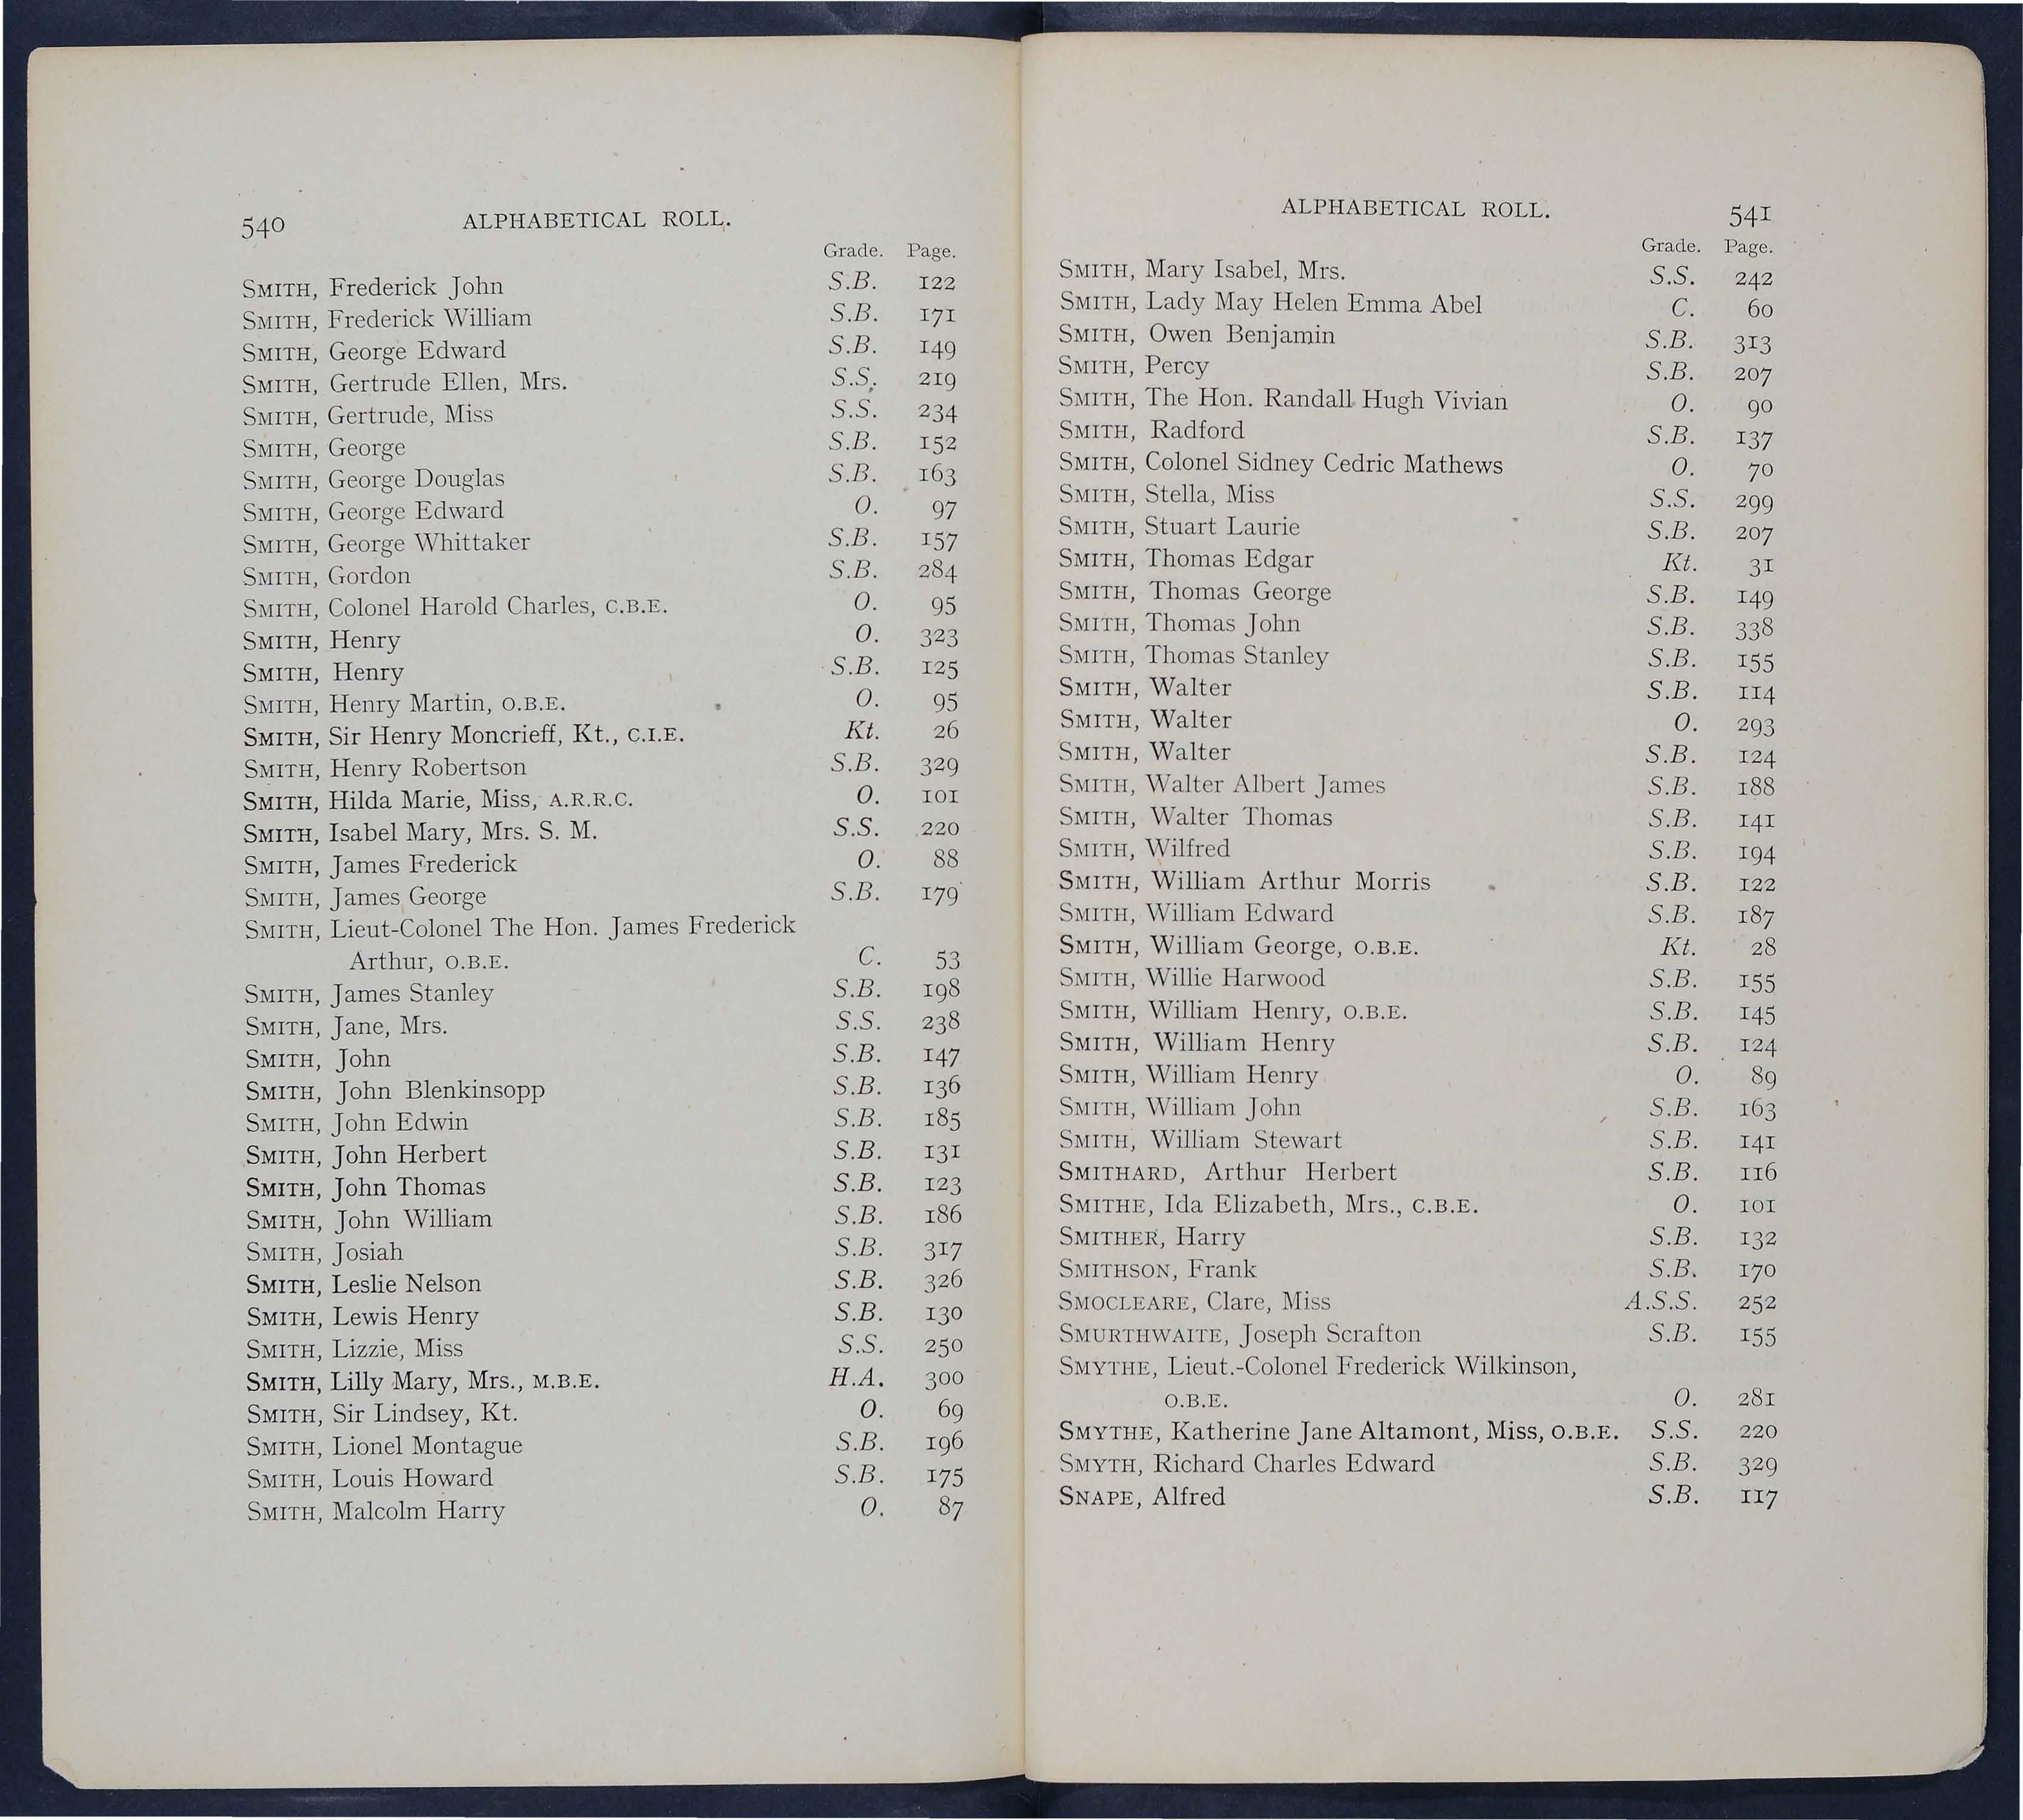 540 ALPHABETICAL ROLL.
Grade. Page.
SMITH, Frederick John S.B. 122
SMITH, Frederick William S.B. 171
SMITH, George Edward S.B. 149
SMITH, Gertrude Ellen, Mrs. S.S. 219
SMITH, Gertrude, Miss S.S. 234
SMITH, George S.B. 152
SMITH, George Douglas S.B. 163
SMITH, George Edward O. 97
SMITH, George Whittaker S.B. 157
SMITH, Gordon S.B. 284
SMITH, Colonel Harold Charles, C.B.E. O. 95
SMITH, Henry O. 323
SMITH, Henry S.B. 125
SMITH, Henry Martin, O.B.E. O. 95
SMITH, Sir Henry Moncrieff, Kt., C.I.E. Kt. 26
SMITH, Henry Robertson S.B. 329
SMITH, Hilda Marie, Miss, A.R.R.C. O. 101
SMITH, Isabel Mary, Mrs. S. M. S.S. 220
SMITH, James Frederick O. 88
SMITH, James George S.B. 179
SMITH, Lieut-Colonel The Hon. James Frederick
Arthur, O.B.E. C. 53
SMITH, James Stanley S.B. 198
SMITH, Jane, Mrs. S.S. 238
SMITH, John S.B. 147
SMITH, John Blenkinsopp S.B. 136
SMITH, John Edwin S.B. 185
SMITH, John Herbert S.B. 131
SMITH, John Thomas S.B. 123
SMITH, John William S.B. 186
SMITH, Josiah S.B. 317
SMITH, Leslie Nelson S.B. 326
SMITH, Lewis Henry S.B. 130
SMITH, Lizzie, Miss S.S. 250
SMITH, Lilly Mary, Mrs., M.B.E. H.A. 300
SMITH, Sir Lindsey, Kt. O. 69
SMITH, Lionel Montague S.B. 196
SMITH, Louis Howard S.B. 175
SMITH, Malcolm Harry O. 87
ALPHABETICAL ROLL. 541
Grade. Page.
SMITH, Mary Isabel, Mrs. S.S. 242
SMITH, Lady May Helen Emma Abel C. 60
SMITH, Owen Benjamin S.B. 313
SMITH, Percy S.B. 207
SMITH, The Hon. Randall Hugh Vivian O. 90
SMITH, Radford S.B. 137
SMITH, Colonel Sidney Cedric Mathews O. 70
SMITH, Stella, Miss S.S. 299
SMITH, Stuart Laurie S.B. 207
SMITH, Thomas Edgar Kt. 31
SMITH, Thomas George S.B. 149
SMITH, Thomas John S.B. 338
SMITH, Thomas Stanley S.B. 155
SMITH, Walter S.B. 114
SMITH, Walter O. 293
SMITH, Walter S.B. 124
SMITH, Walter Albert James S.B. 188
SMITH, Walter Thomas S.B. 141
SMITH, Wilfred S.B. 194
SMITH, William Arthur Morris S.B. 122
SMITH, William Edward S.B. 187
SMITH, William George, O.B.E. Kt. 28
SMITH, Willie Harwood S.B. 155
SMITH, William Henry, O.B.E. S.B. 145
SMITH, William Henry S.B. 124
SMITH, William Henry O. 89
SMITH, William John S.B. 163
SMITH, William Stewart S.B. 141
SMITHARD, Arthur Herbert S.B. 116
SMITHE, Ida Elizabeth, Mrs., C.B.E. O. 101
SMITHER, Harry S.B. 132
SMITHSON, Frank S.B. 170
SMOCLEARE, Clare, Miss A.S.S. 252
SMURTHWAITE, Joseph Scrafton S.B. 155
SMYTHE, Lieut.-Colonel Frederick Wilkinson,
O.B.E. O. 281
SMYTHE, Katherine Jane Altamont, Miss, O.B.E. S.S. 220
SMYTH, Richard Charles Edward S.B. 329
SNAPE, Alfred S.B. 117